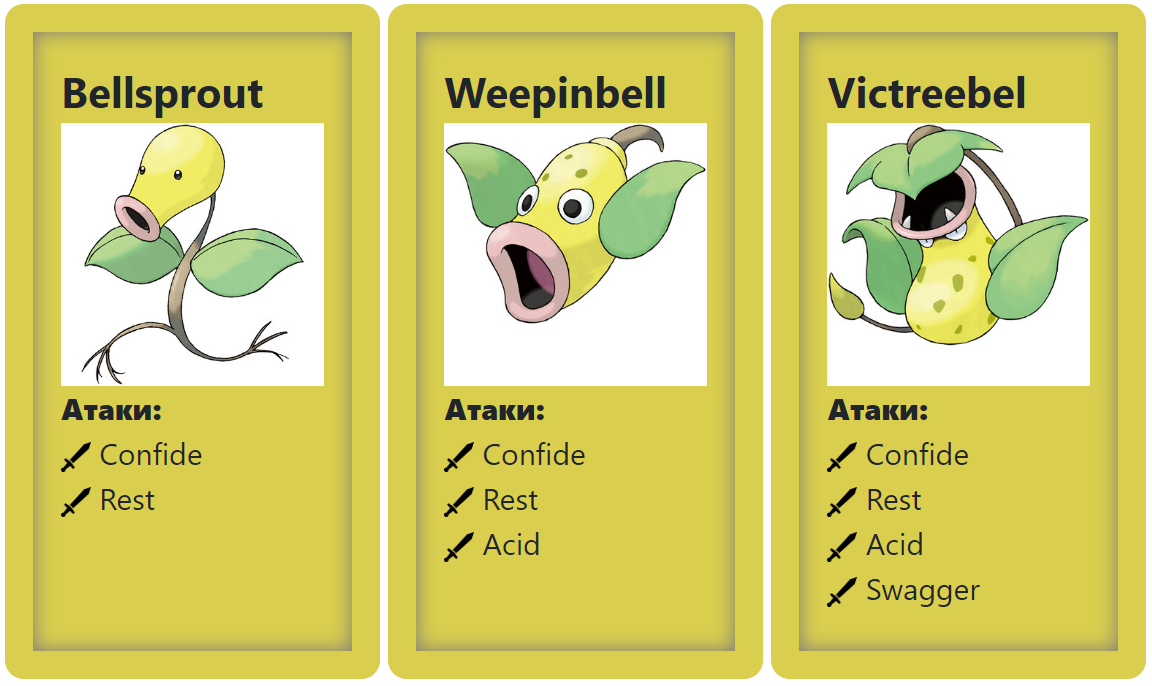 Bellsprout
Атаки:
Confide
Rest
Weepinbell
Атаки:
Confide
Rest
Acid
Victreebel
Атаки:
Confide
Rest
Acid
Swagger